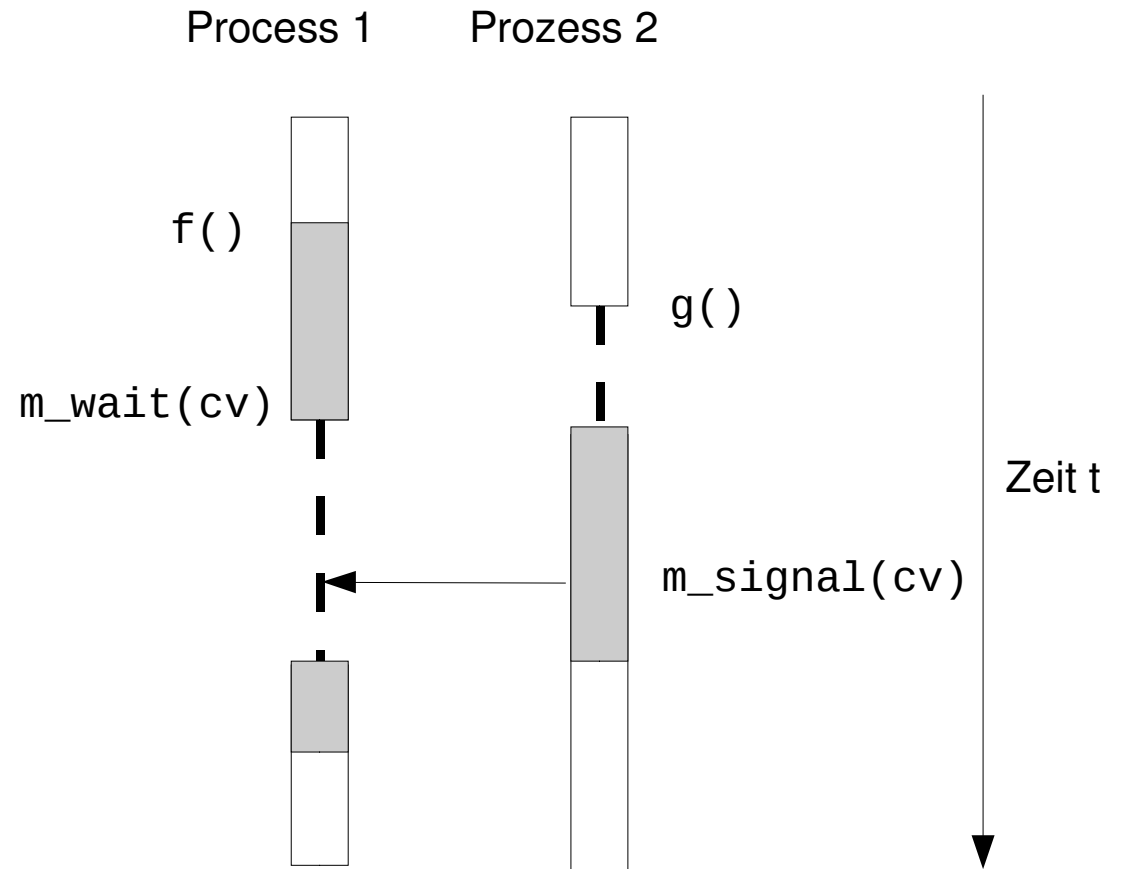 Process 1
Prozess 2
f()
g()
m_wait(cv)
Zeit t
m_signal(cv)